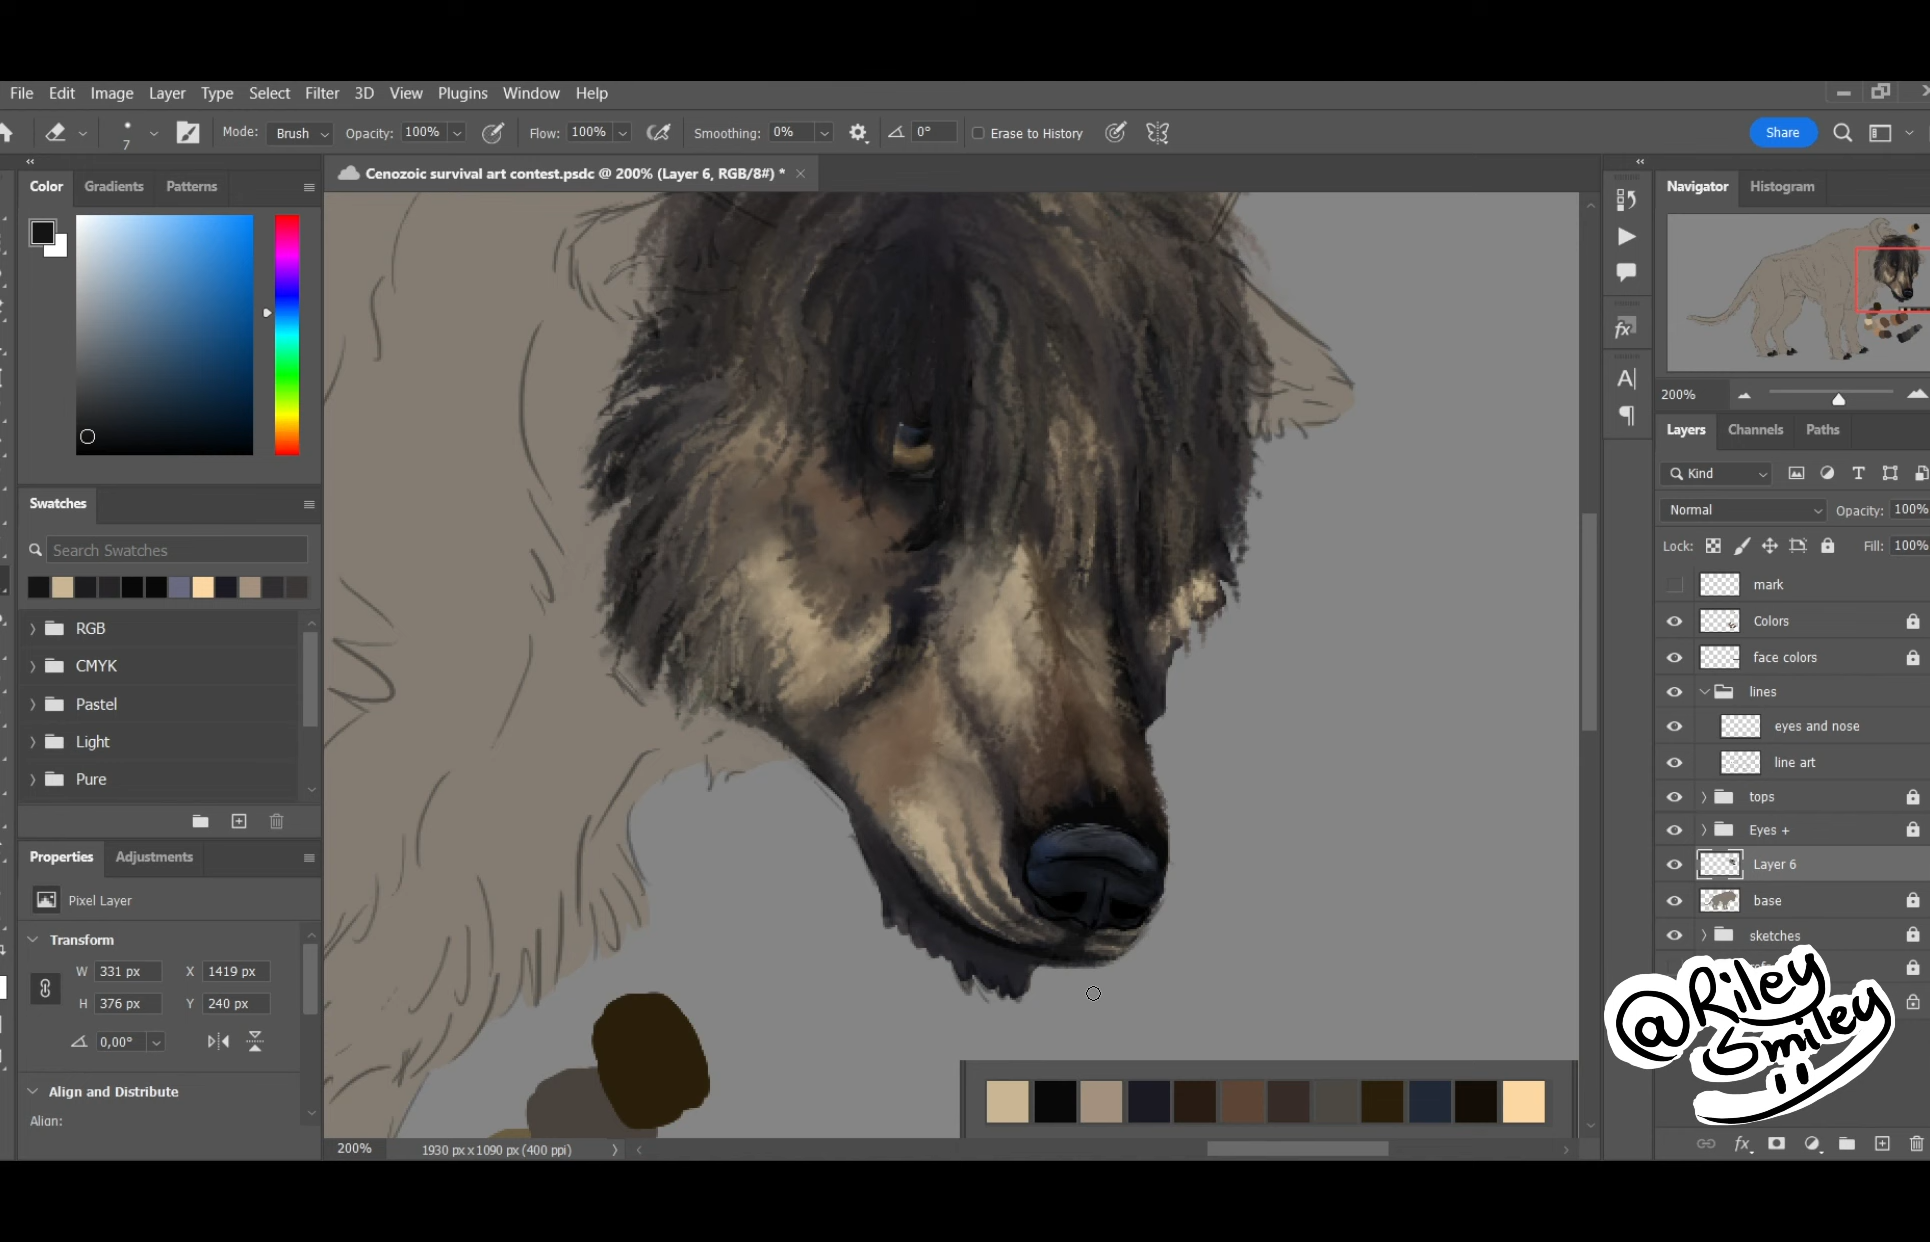 File Edit Image Layer Type Select Filter 3D View Plugins Window Help
7 Mode: Brush Opacity: 100% Flow: 100% Smoothing: 0% 0° Erase to History Share
Color Gradients Patterns
Cenozoic survival art contest.psdc @ 200% (Layer 6, RGB/8#) *
Navigator Histogram
200%
Layers Channels Paths
Kind
Normal Opacity: 100%
Lock: Fill: 100%
mark
Colors
face colors
lines
eyes and nose
line art
tops
Eyes +
Layer 6
base
sketches
Swatches
Search Swatches
RGB
CMYK
Pastel
Light
Pure
Properties Adjustments
Pixel Layer
Transform
W 331 px X 1419 px
H 376 px Y 240 px
0,00°
Align and Distribute
Align:
200% 1930 px x 1090 px (400 ppi)
@Riley
Smiley